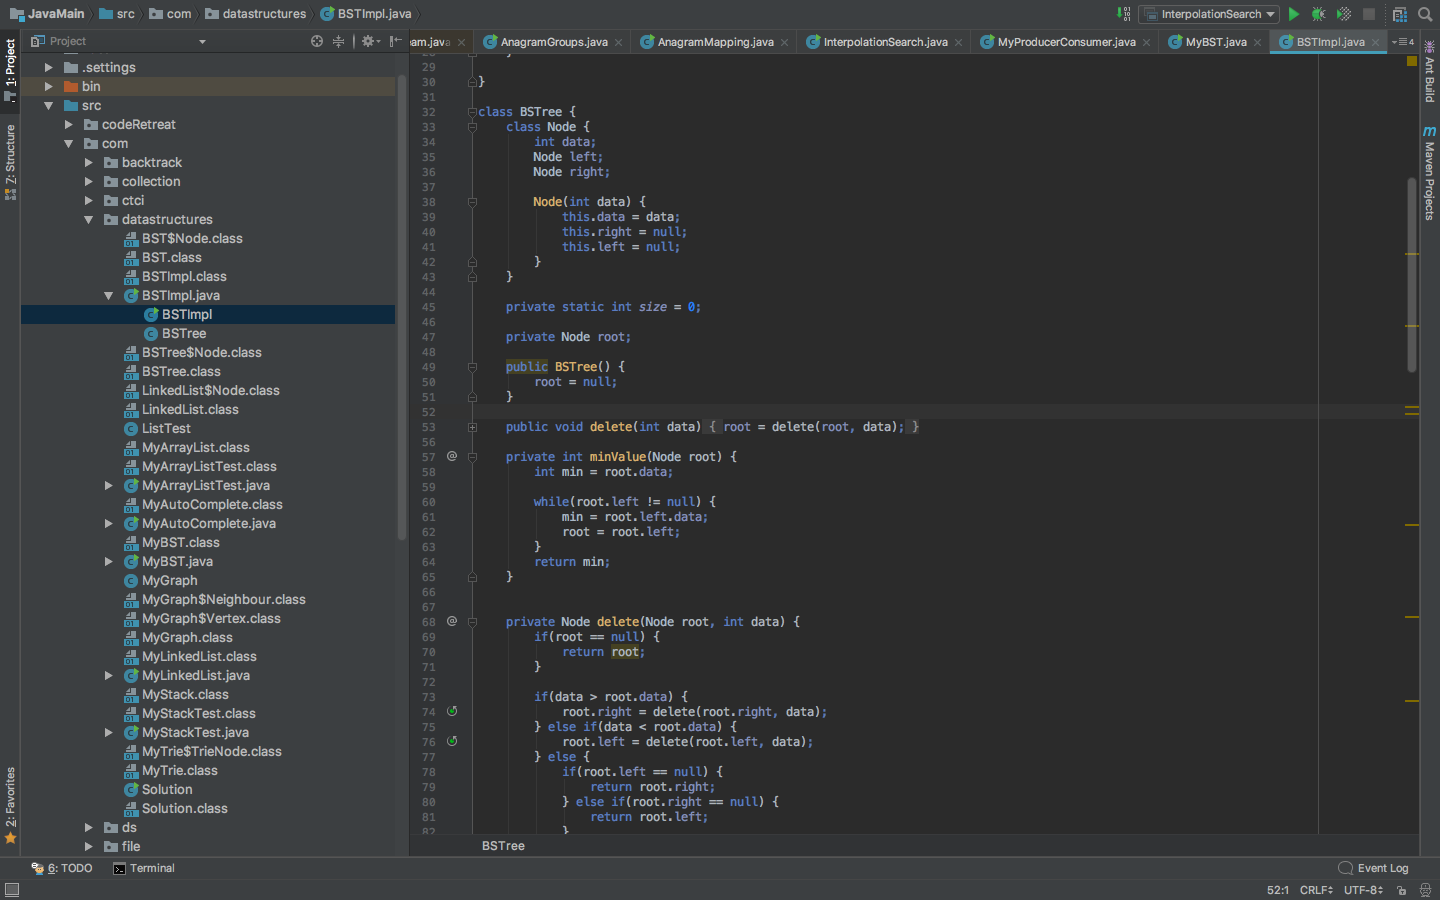 JavaMain src com datastructures BSTImpl.java
InterpolationSearch
Project
eam.java AnagramGroups.java AnagramMapping.java InterpolationSearch.java MyProducerConsumer.java MyBST.java BSTImpl.java 4
1: Project
Z: Structure
2: Favorites
.settings
bin
src
codeRetreat
com
backtrack
collection
ctci
datastructures
BST$Node.class
BST.class
BSTImpl.class
BSTImpl.java
BSTImpl
BSTree
BSTree$Node.class
BSTree.class
LinkedList$Node.class
LinkedList.class
ListTest
MyArrayList.class
MyArrayListTest.class
MyArrayListTest.java
MyAutoComplete.class
MyAutoComplete.java
MyBST.class
MyBST.java
MyGraph
MyGraph$Neighbour.class
MyGraph$Vertex.class
MyGraph.class
MyLinkedList.class
MyLinkedList.java
MyStack.class
MyStackTest.class
MyStackTest.java
MyTrie$TrieNode.class
MyTrie.class
Solution
Solution.class
ds
file
29
30 }
31
32 class BSTree {
33 class Node {
34 int data;
35 Node left;
36 Node right;
37
38 Node(int data) {
39 this.data = data;
40 this.right = null;
41 this.left = null;
42 }
43 }
44
45 private static int size = 0;
46
47 private Node root;
48
49 public BSTree() {
50 root = null;
51 }
52
53 public void delete(int data) { root = delete(root, data); }
56
57 private int minValue(Node root) {
58 int min = root.data;
59
60 while(root.left != null) {
61 min = root.left.data;
62 root = root.left;
63 }
64 return min;
65 }
66
67
68 private Node delete(Node root, int data) {
69 if(root == null) {
70 return root;
71 }
72
73 if(data > root.data) {
74 root.right = delete(root.right, data);
75 } else if(data < root.data) {
76 root.left = delete(root.left, data);
77 } else {
78 if(root.left == null) {
79 return root.right;
80 } else if(root.right == null) {
81 return root.left;
82 }
BSTree
Ant Build
Maven Projects
6: TODO Terminal Event Log
52:1 CRLF UTF-8